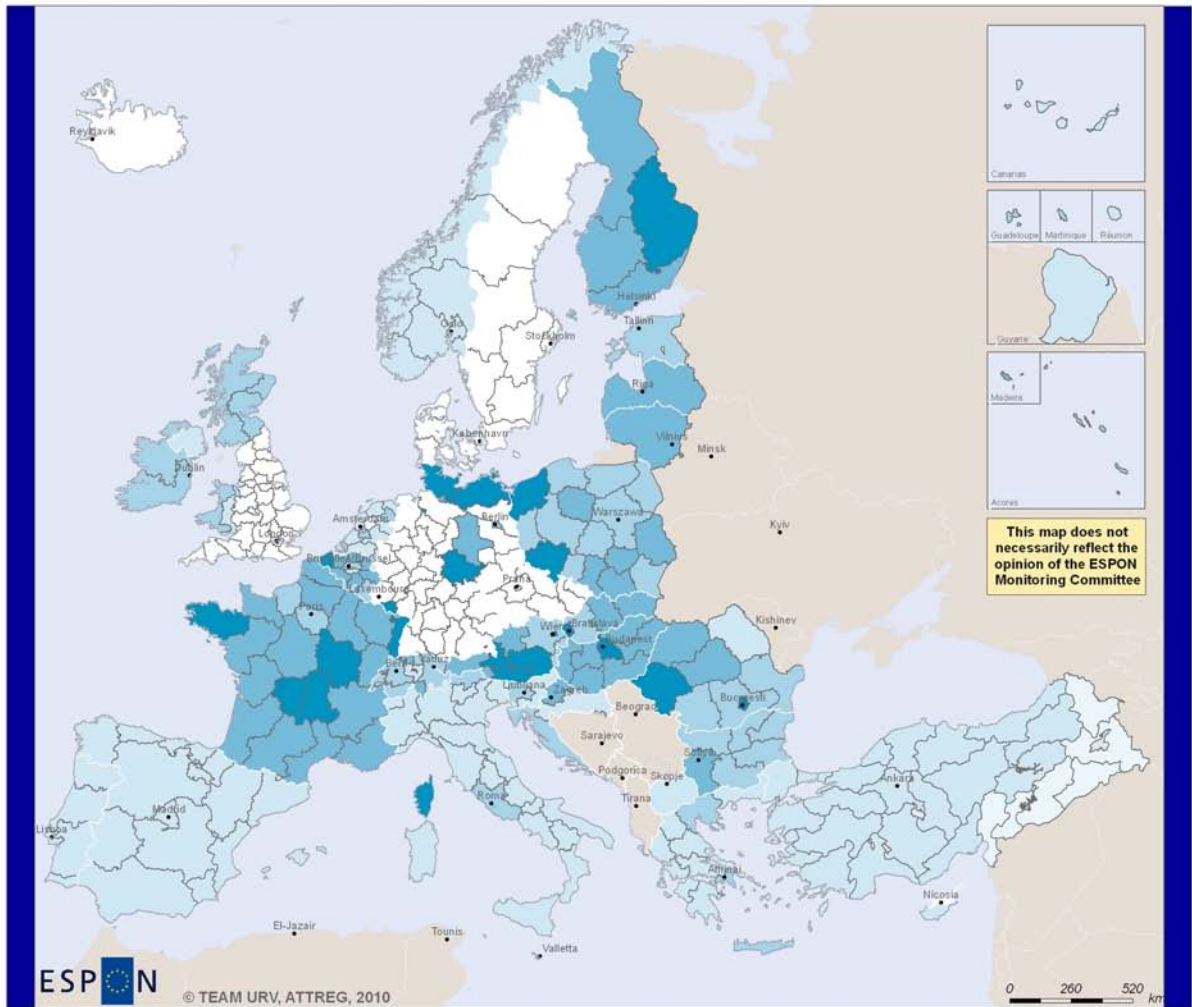 Reykjavik
Canarias
Guadeloupe
Martinique
Réunion
Guyane
Madeira
Acores
This map does not
necessarily reflect the
opinion of the ESPON
Monitoring Committee
Oslo
Stockholm
Helsinki
Tallinn
Riga
Vilnius
Minsk
København
Dublin
London
Amsterdam
Berlin
Warszawa
Kyiv
Luxembourg
Praha
Paris
Wien
Bratislava
Budapest
Kishinev
Bern
Vaduz
Ljubljana
Zagreb
Beograd
Bucuresti
Sarajevo
Podgorica
Skopje
Sofiya
Tirana
Roma
Madrid
Lisboa
Ankara
Athinai
Nicosia
El-Jazair
Tounis
Valletta
ESPON
© TEAM URV, ATTREG, 2010
0 260 520
km